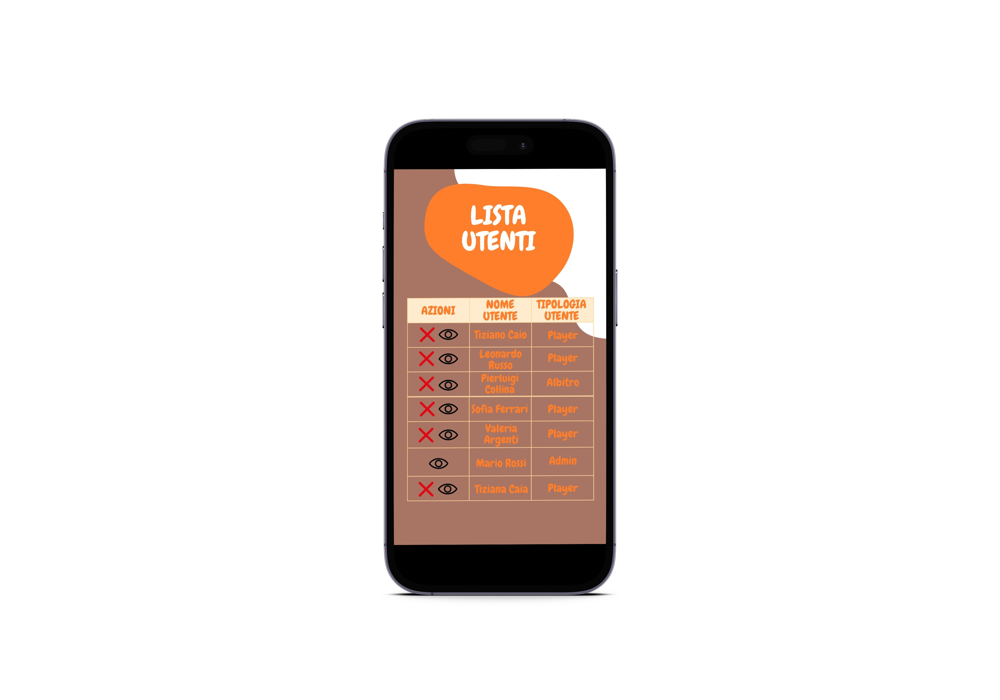 LISTA
UTENTI
AZIONI
NOME
UTENTE
TIPOLOGIA
UTENTE
Tiziano Caio
Player
Leonardo
Russo
Player
Pierluigi
Collina
Albitro
Sofia Ferrari
Player
Valeria
Argenti
Player
Mario Rossi
Admin
Tiziana Caia
Player